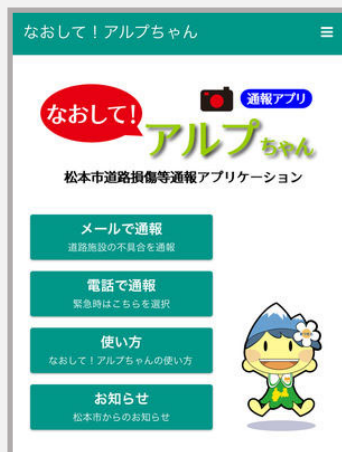 なおして！アルプちゃん
なおして!
通報アプリ
アルプちゃん
松本市道路損傷等通報アプリケーション
メールで通報
道路施設の不具合を通報
電話で通報
緊急時はこちらを選択
使い方
なおして！アルプちゃんの使い方
お知らせ
松本市からのお知らせ